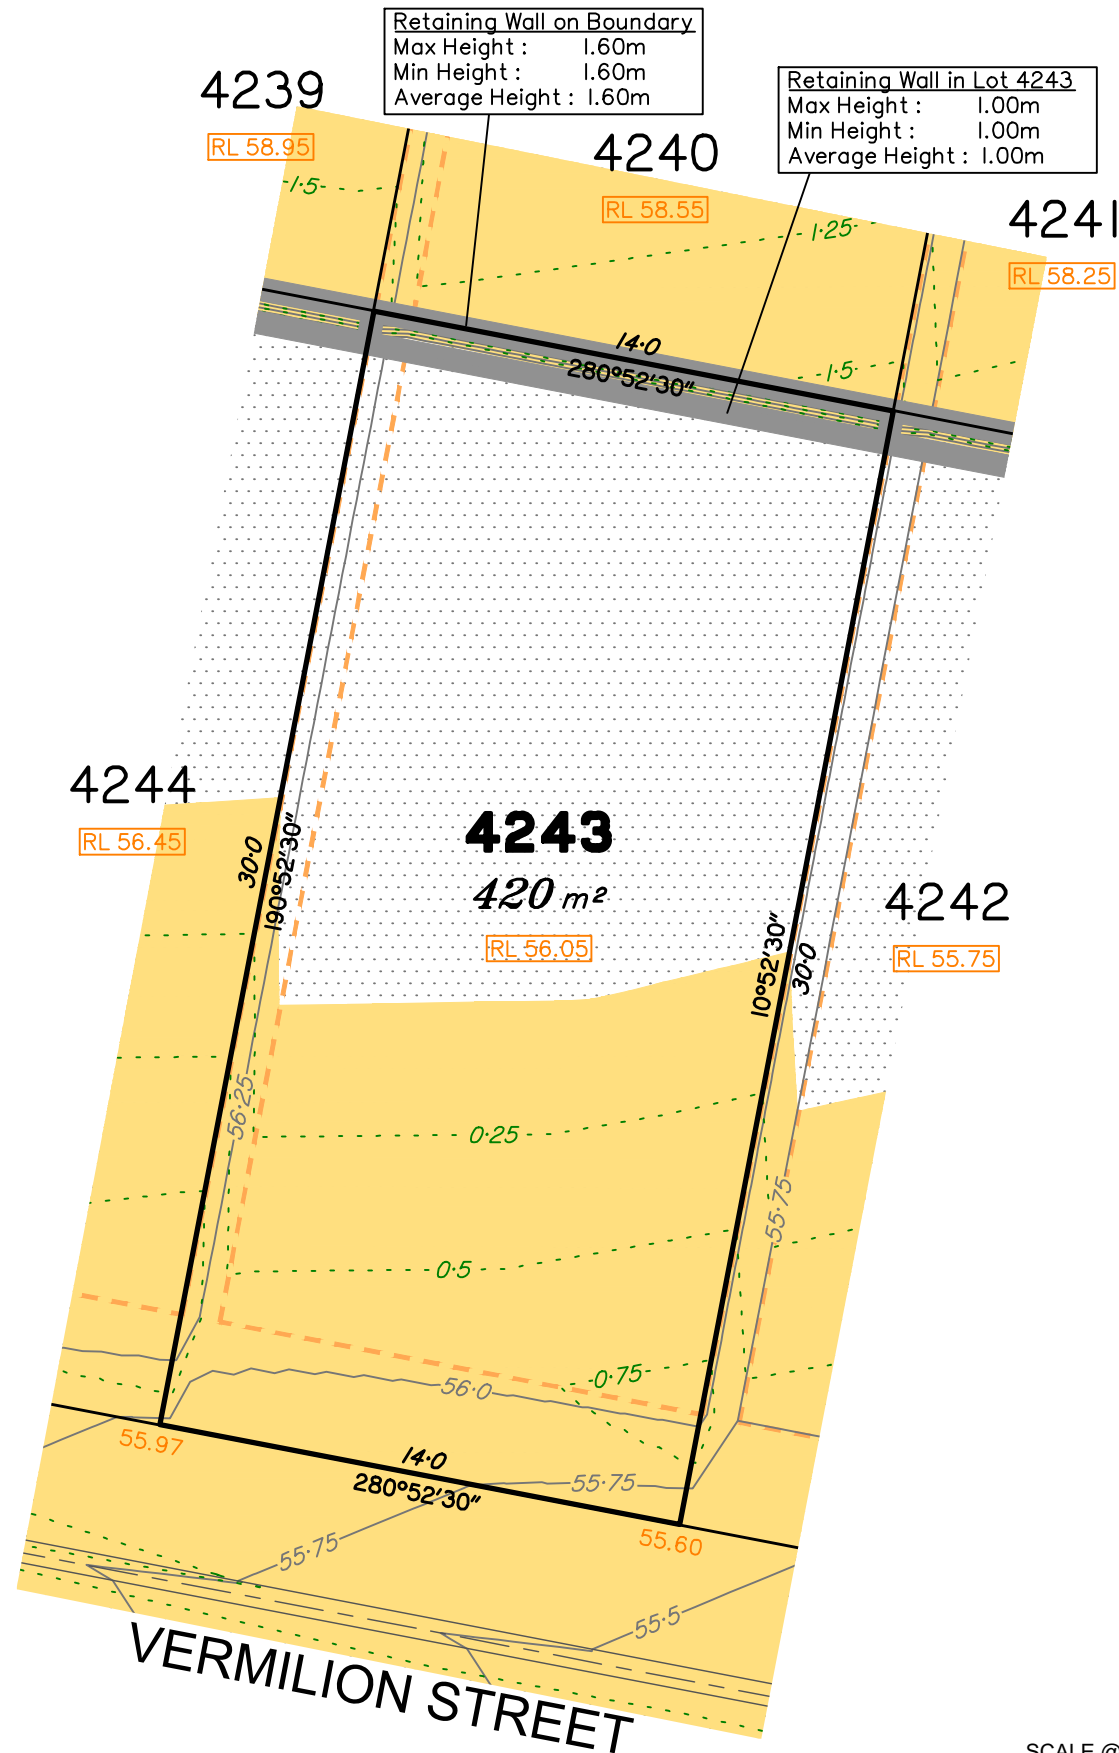 Retaining Wall on Boundary
Max Height : 1.60m
Min Height : 1.60m
Average Height : 1.60m
Retaining Wall in Lot 4243
Max Height : 1.00m
Min Height : 1.00m
Average Height : 1.00m
4239
RL 58.95
4240
RL 58.55
4241
RL 58.25
1·5
1·25
14·0
280°52'30"
1·5
4244
RL 56.45
30·0
190°52'30"
4243
420 m²
RL 56.05
4242
RL 55.75
10°52'30"
30·0
56·25
0·25
55·75
0·5
0·75
56·0
55.97
14·0
280°52'30"
55·75
55.60
55·75
55·5
VERMILION STREET
SCALE @